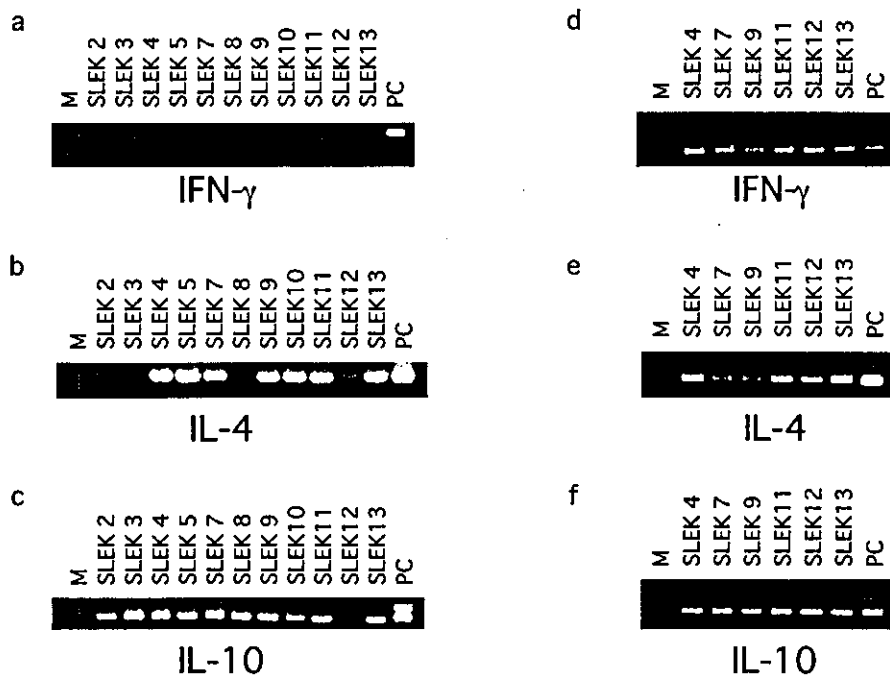 a
M SLEK 2 SLEK 3 SLEK 4 SLEK 5 SLEK 7 SLEK 8 SLEK 9 SLEK10 SLEK11 SLEK12 SLEK13 PC
IFN-γ
b
M SLEK 2 SLEK 3 SLEK 4 SLEK 5 SLEK 7 SLEK 8 SLEK 9 SLEK10 SLEK11 SLEK12 SLEK13 PC
IL-4
c
M SLEK 2 SLEK 3 SLEK 4 SLEK 5 SLEK 7 SLEK 8 SLEK 9 SLEK10 SLEK11 SLEK12 SLEK13 PC
IL-10
d
M SLEK 4 SLEK 7 SLEK 9 SLEK11 SLEK12 SLEK13 PC
IFN-γ
e
M SLEK 4 SLEK 7 SLEK 9 SLEK11 SLEK12 SLEK13 PC
IL-4
f
M SLEK 4 SLEK 7 SLEK 9 SLEK11 SLEK12 SLEK13 PC
IL-10